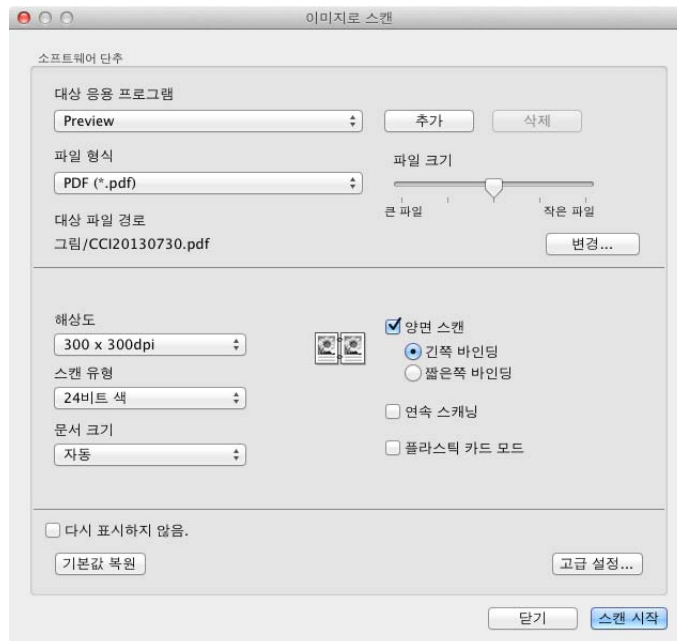 이미지로 스캔
소프트웨어 단추
대상 응용 프로그램
Preview
추가
삭제
파일 형식
PDF (*.pdf)
파일 크기
큰 파일
작은 파일
대상 파일 경로
그림/CCI20130730.pdf
변경...
해상도
300 x 300dpi
스캔 유형
24비트 색
문서 크기
자동
양면 스캔
긴쪽 바인딩
짧은쪽 바인딩
연속 스캐닝
플라스틱 카드 모드
다시 표시하지 않음.
기본값 복원
고급 설정...
닫기
스캔 시작